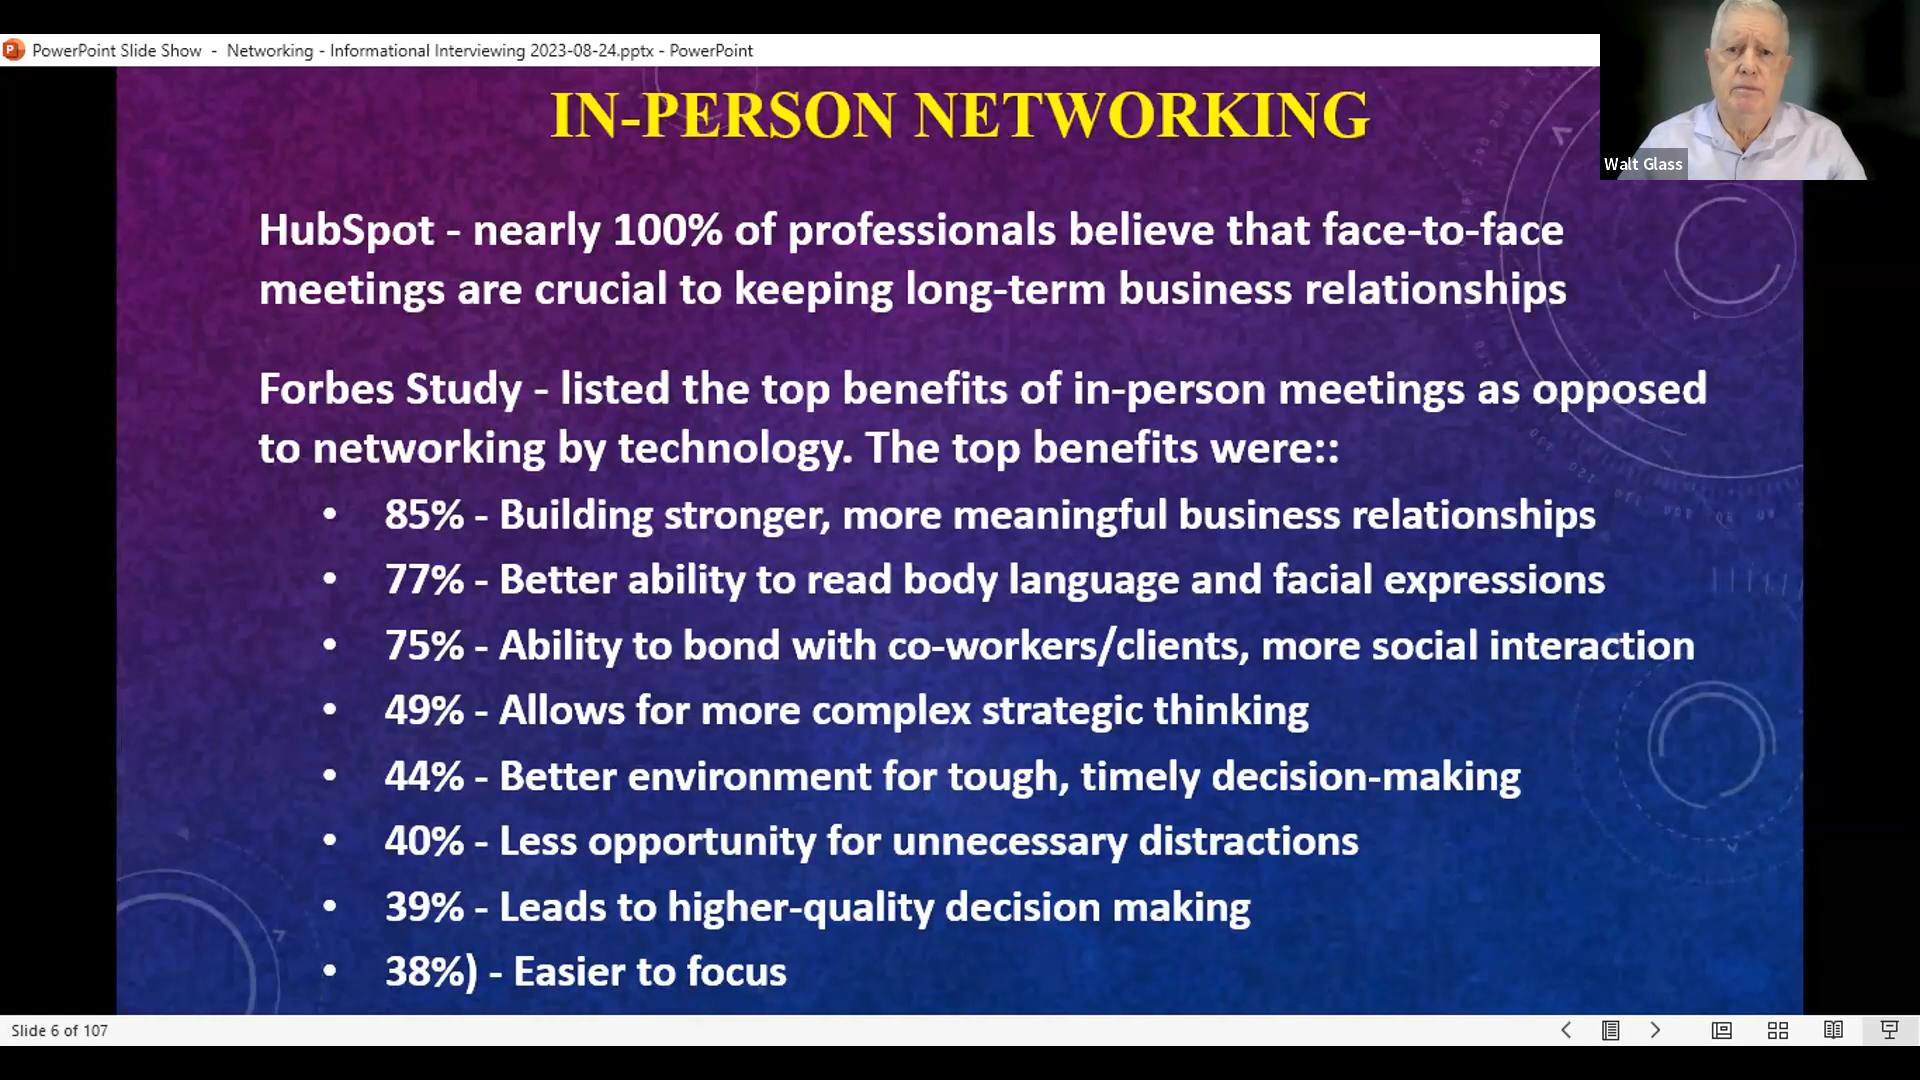 PowerPoint Slide Show - Networking - Informational Interviewing 2023-08-24.pptx - PowerPoint
Walt Glass
IN-PERSON NETWORKING
HubSpot - nearly 100% of professionals believe that face-to-face
meetings are crucial to keeping long-term business relationships
Forbes Study - listed the top benefits of in-person meetings as opposed
to networking by technology. The top benefits were::
• 85% - Building stronger, more meaningful business relationships
• 77% - Better ability to read body language and facial expressions
• 75% - Ability to bond with co-workers/clients, more social interaction
• 49% - Allows for more complex strategic thinking
• 44% - Better environment for tough, timely decision-making
• 40% - Less opportunity for unnecessary distractions
• 39% - Leads to higher-quality decision making
• 38%) - Easier to focus
Slide 6 of 107